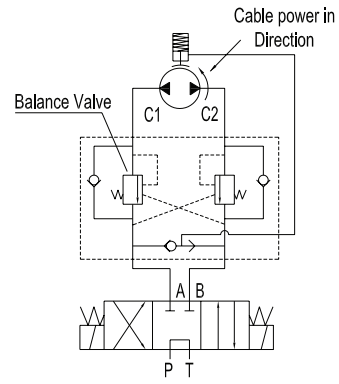 Cable power in
Direction
Balance Valve
C1 C2
A B
P T